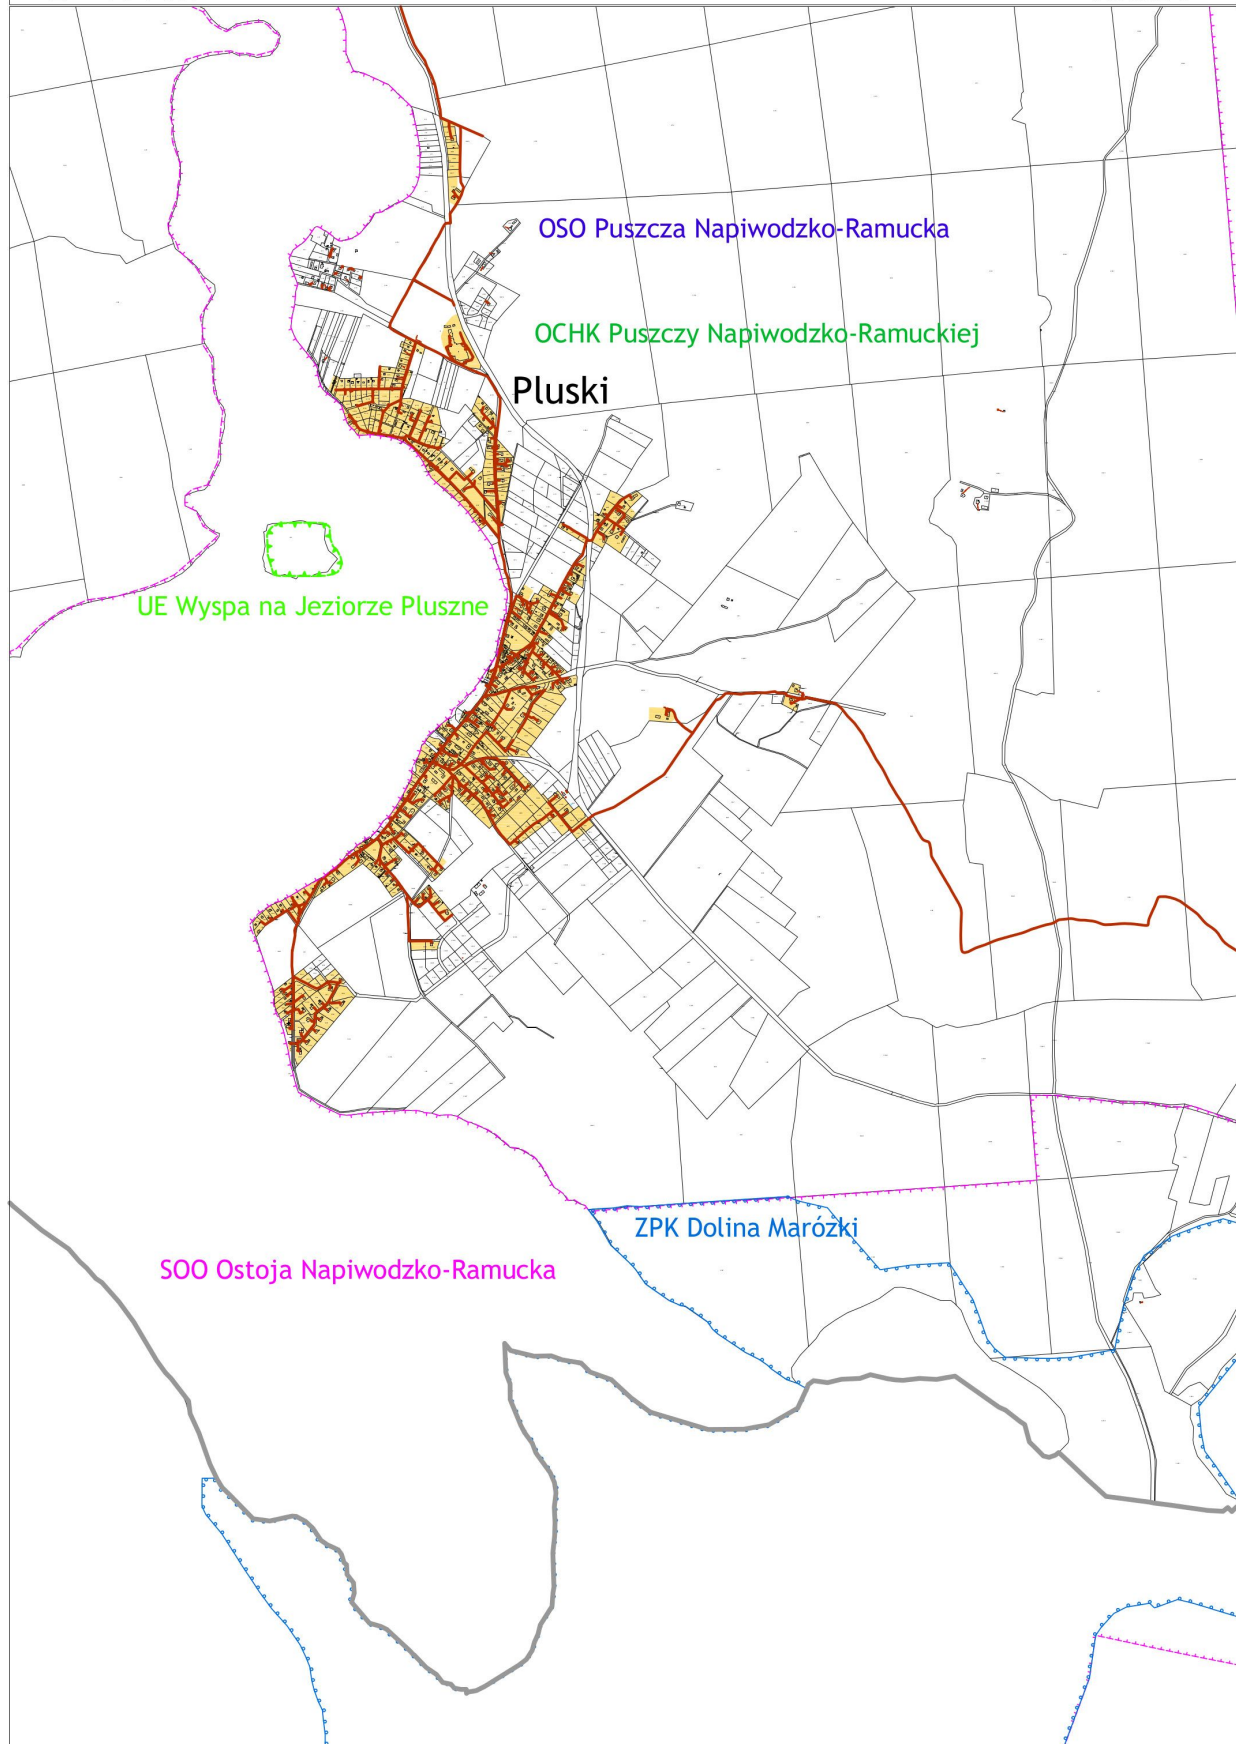 OSO Puszcza Napiwodzko-Ramucka
OCHK Puszczy Napiwodzko-Ramuckiej
Pluski
UE Wyspa na Jeziorze Pluszne
ZPK Dolina Marózki
SOO Ostoja Napiwodzko-Ramucka